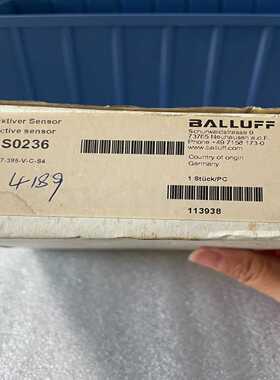 ktiver Sensor
ctive sensor
S0236
7-395-V-C-S4
4189
BALLUFF
Schurwaldstrasse 9
73765 Neuhausen a.d.F.
Phone +49 7158 173-0
www.balluff.com
Country of origin
Germany
1 Stück/PC
113938